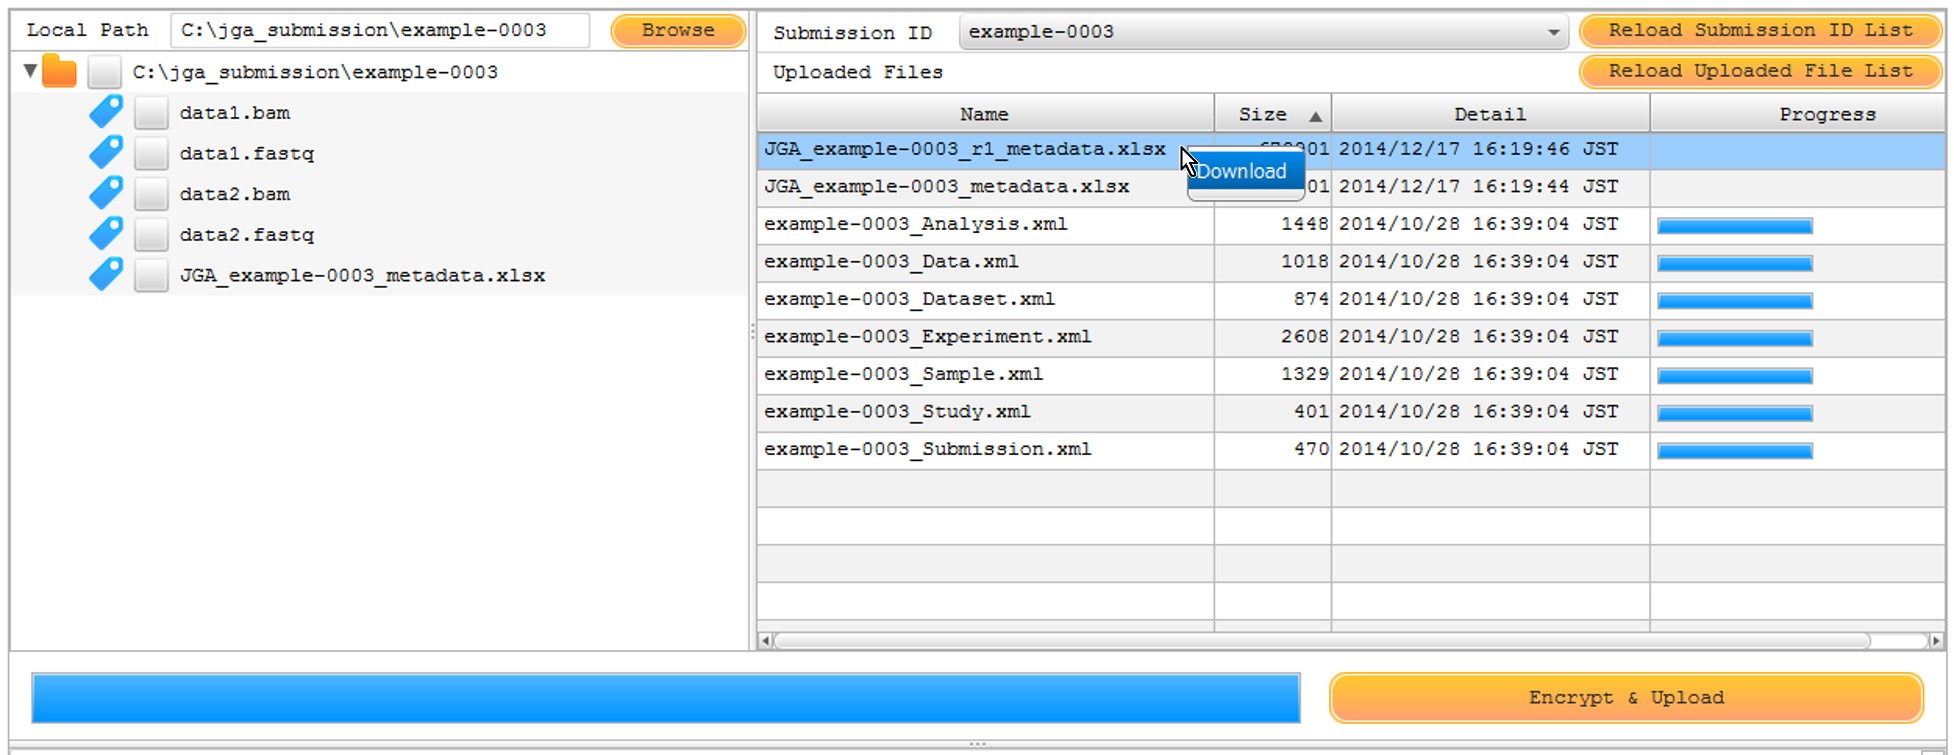 Local Path C:\jga_submission\example-0003 Browse
C:\jga_submission\example-0003
data1.bam
data1.fastq
data2.bam
data2.fastq
JGA_example-0003_metadata.xlsx
Submission ID example-0003 Reload Submission ID List
Uploaded Files Reload Uploaded File List
Name Size Detail Progress
JGA_example-0003_r1_metadata.xlsx 2014/12/17 16:19:46 JST
Download
JGA_example-0003_metadata.xlsx 01 2014/12/17 16:19:44 JST
example-0003_Analysis.xml 1448 2014/10/28 16:39:04 JST
example-0003_Data.xml 1018 2014/10/28 16:39:04 JST
example-0003_Dataset.xml 874 2014/10/28 16:39:04 JST
example-0003_Experiment.xml 2608 2014/10/28 16:39:04 JST
example-0003_Sample.xml 1329 2014/10/28 16:39:04 JST
example-0003_Study.xml 401 2014/10/28 16:39:04 JST
example-0003_Submission.xml 470 2014/10/28 16:39:04 JST
Encrypt & Upload